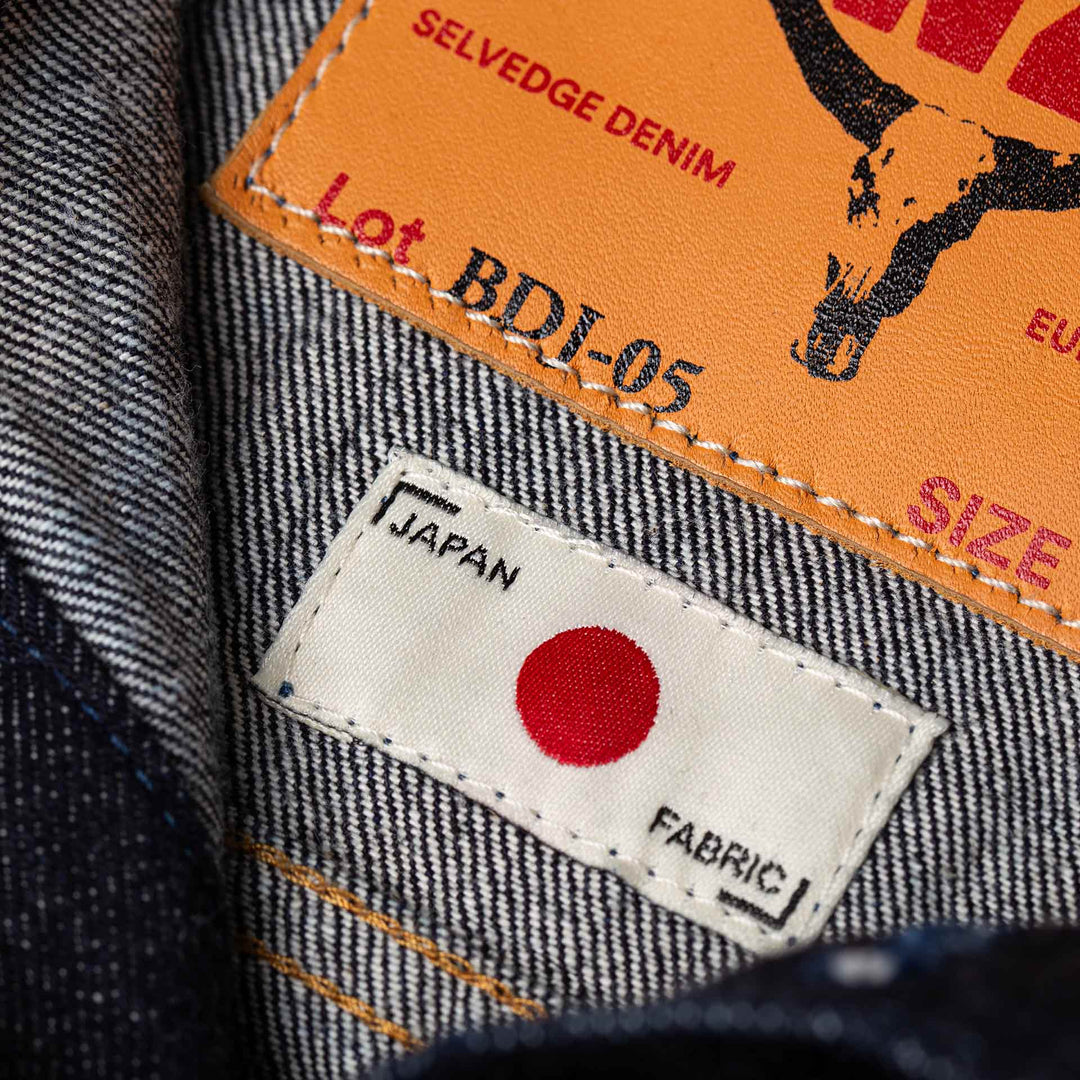 SELVEDGE DENIM
Lot BDI-05
SIZE
JAPAN
FABRIC